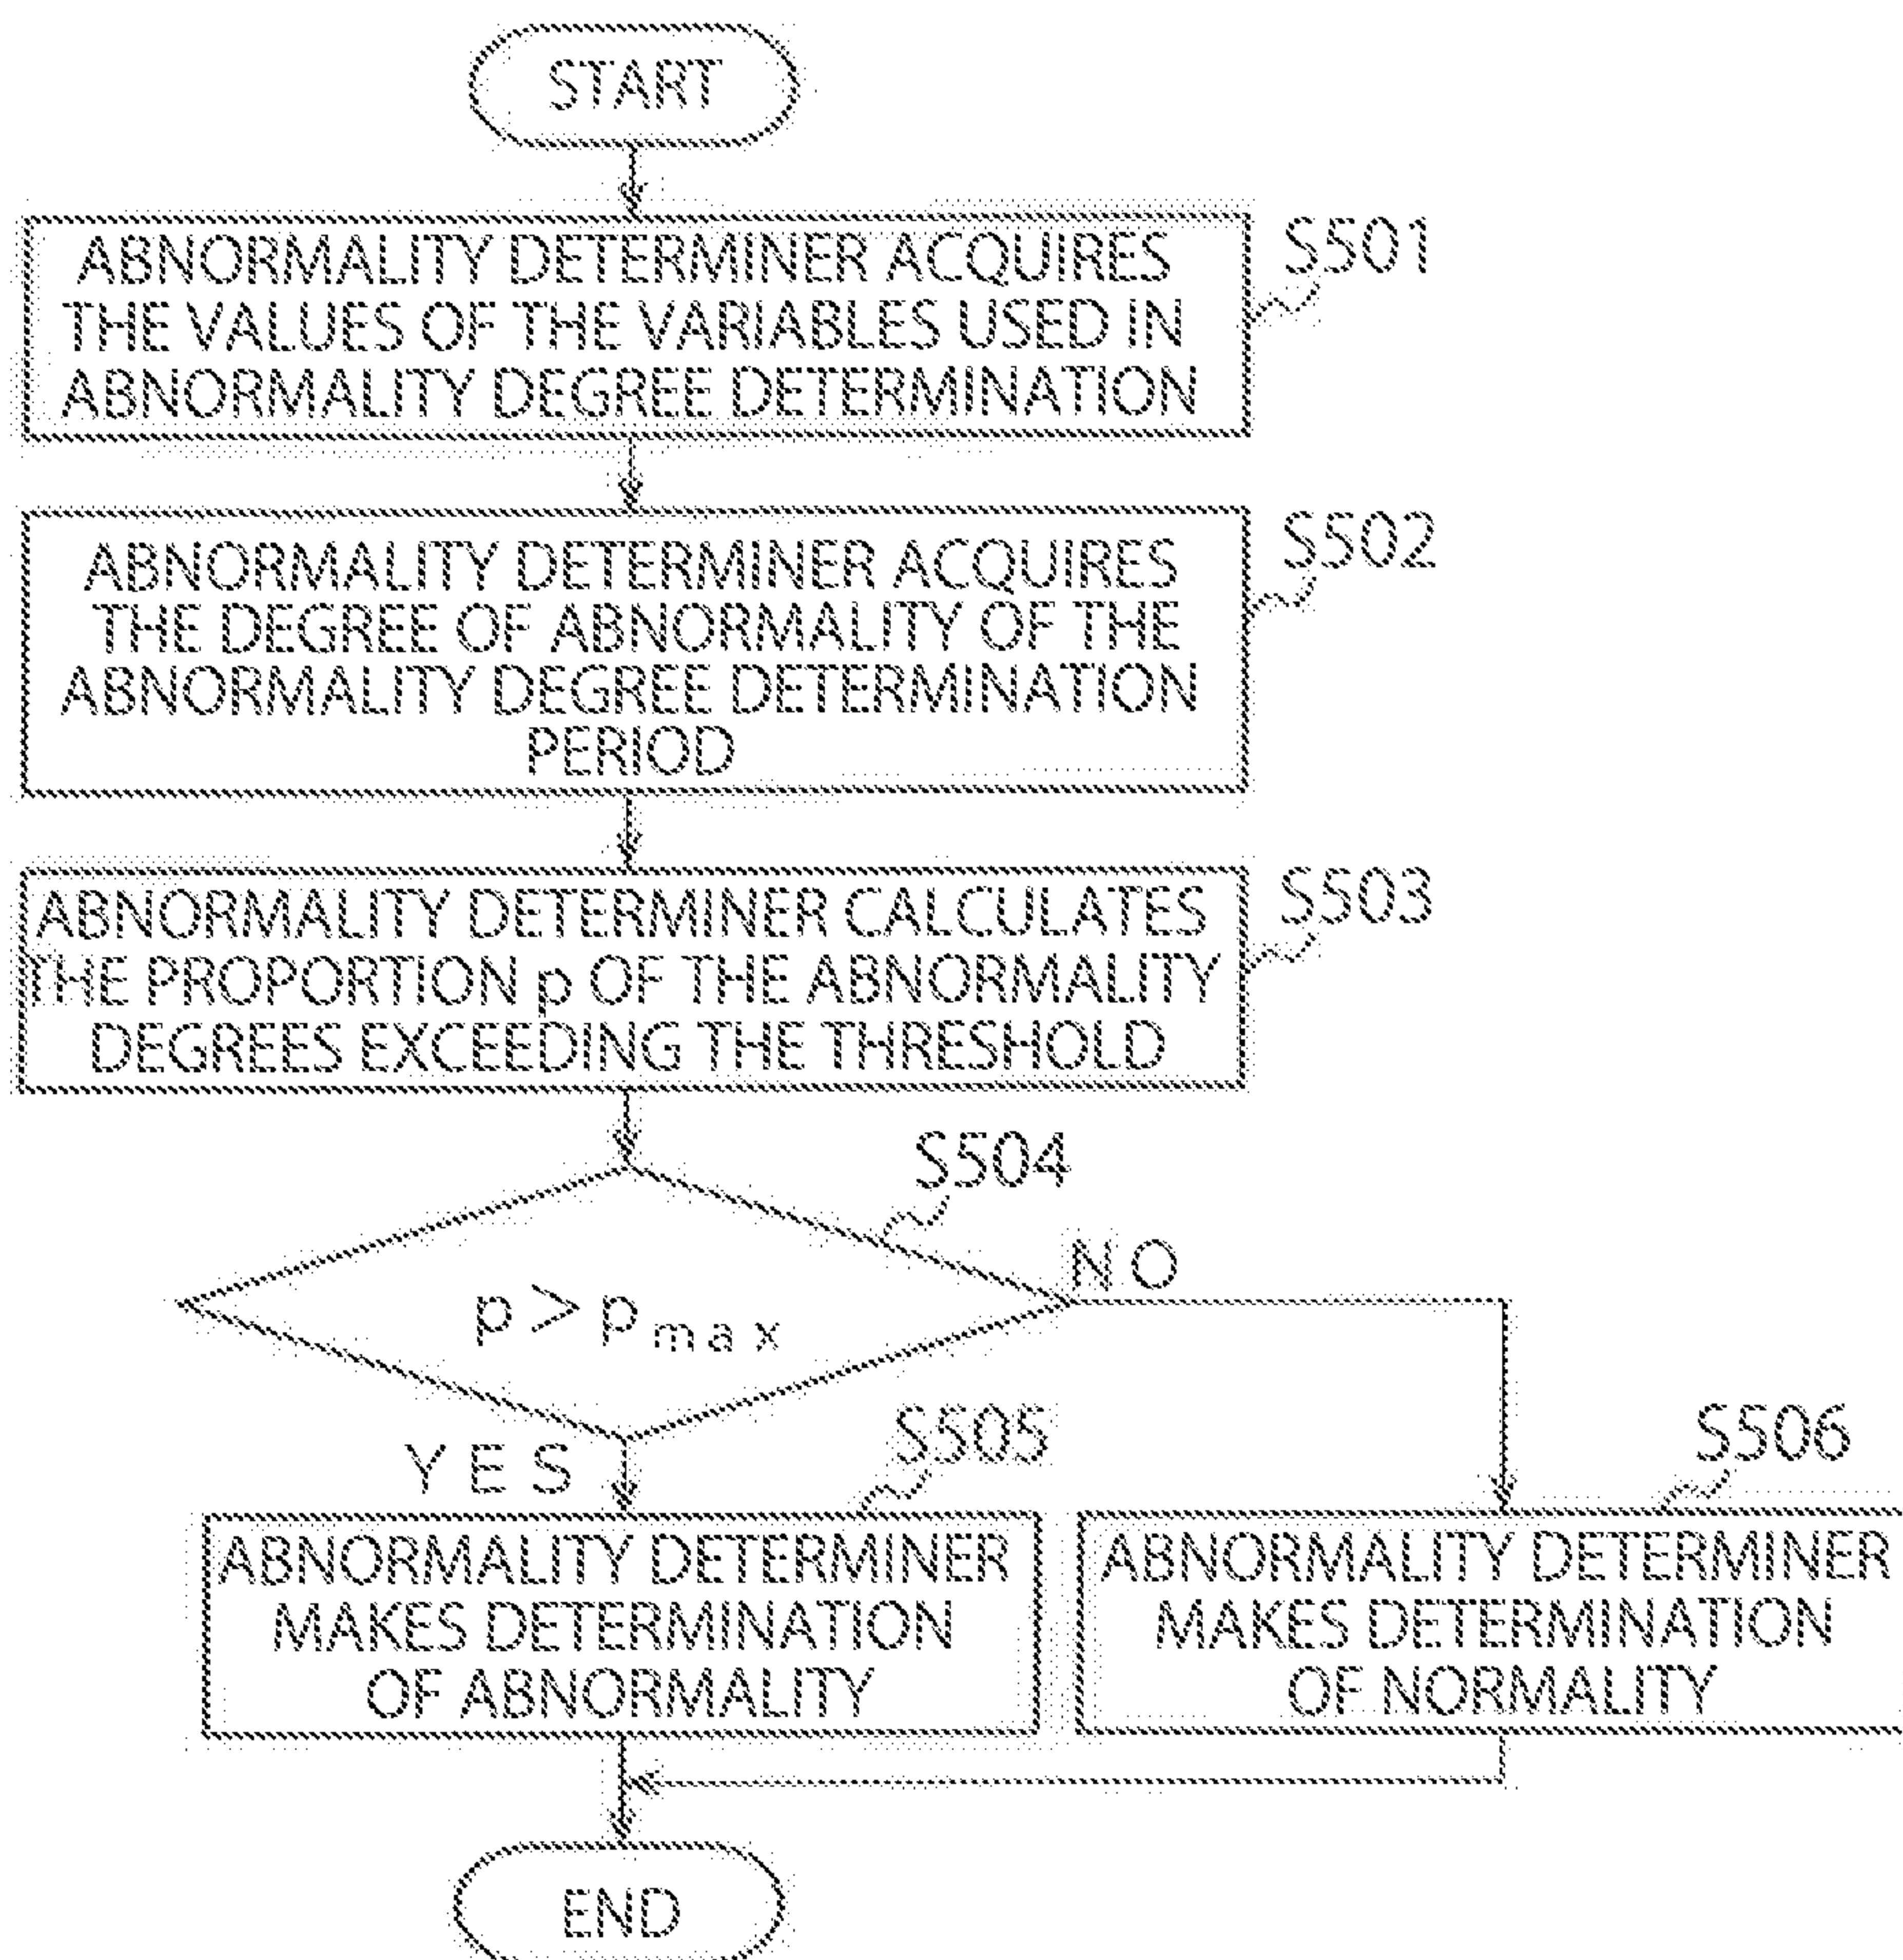 START
ABNORMALITY DETERMINER ACQUIRES
THE VALUES OF THE VARIABLES USED IN
ABNORMALITY DEGREE DETERMINATION
S501
ABNORMALITY DETERMINER ACQUIRES
THE DEGREE OF ABNORMALITY OF THE
ABNORMALITY DEGREE DETERMINATION
PERIOD
S502
ABNORMALITY DETERMINER CALCULATES
THE PROPORTION p OF THE ABNORMALITY
DEGREES EXCEEDING THE THRESHOLD
S503
S504
p > pmax
NO
YES
S505
ABNORMALITY DETERMINER
MAKES DETERMINATION
OF ABNORMALITY
S506
ABNORMALITY DETERMINER
MAKES DETERMINATION
OF NORMALITY
END